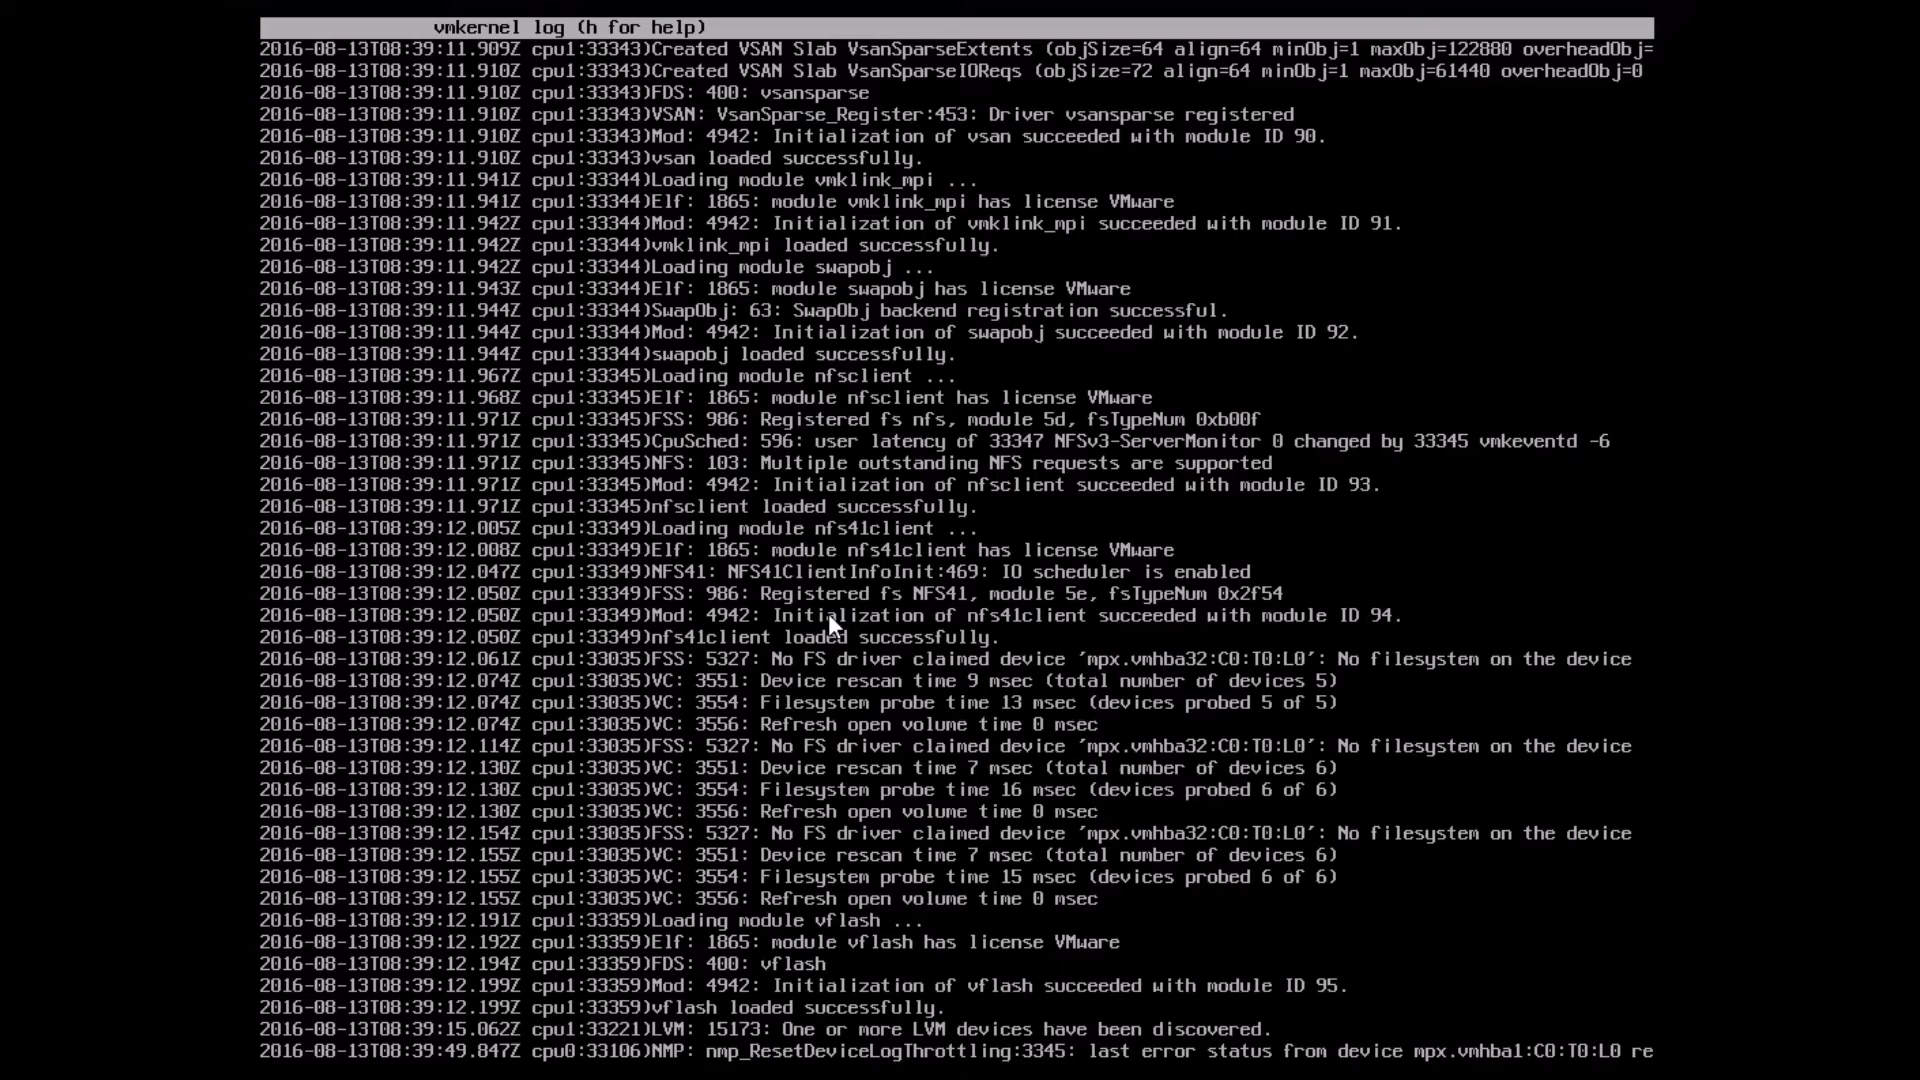 vmkernel log (h for help)
2016-08-13T08:39:11.909Z cpu1:33343)Created VSAN Slab VsanSparseExtents (objSize=64 align=64 minObj=1 maxObj=122880 overheadObj=
2016-08-13T08:39:11.910Z cpu1:33343)Created VSAN Slab VsanSparseIOReqs (objSize=72 align=64 minObj=1 maxObj=61440 overheadObj=0
2016-08-13T08:39:11.910Z cpu1:33343)FDS: 400: vsansparse
2016-08-13T08:39:11.910Z cpu1:33343)VSAN: VsanSparse_Register:453: Driver vsansparse registered
2016-08-13T08:39:11.910Z cpu1:33343)Mod: 4942: Initialization of vsan succeeded with module ID 90.
2016-08-13T08:39:11.910Z cpu1:33343)vsan loaded successfully.
2016-08-13T08:39:11.941Z cpu1:33344)Loading module vmklink_mpi ...
2016-08-13T08:39:11.941Z cpu1:33344)Elf: 1865: module vmklink_mpi has license VMware
2016-08-13T08:39:11.942Z cpu1:33344)Mod: 4942: Initialization of vmklink_mpi succeeded with module ID 91.
2016-08-13T08:39:11.942Z cpu1:33344)vmklink_mpi loaded successfully.
2016-08-13T08:39:11.942Z cpu1:33344)Loading module swapobj ...
2016-08-13T08:39:11.943Z cpu1:33344)Elf: 1865: module swapobj has license VMware
2016-08-13T08:39:11.944Z cpu1:33344)SwapObj: 63: SwapObj backend registration successful.
2016-08-13T08:39:11.944Z cpu1:33344)Mod: 4942: Initialization of swapobj succeeded with module ID 92.
2016-08-13T08:39:11.944Z cpu1:33344)swapobj loaded successfully.
2016-08-13T08:39:11.967Z cpu1:33345)Loading module nfsclient ...
2016-08-13T08:39:11.968Z cpu1:33345)Elf: 1865: module nfsclient has license VMware
2016-08-13T08:39:11.971Z cpu1:33345)FSS: 986: Registered fs nfs, module 5d, fsTypeNum 0xb00f
2016-08-13T08:39:11.971Z cpu1:33345)CpuSched: 596: user latency of 33347 NFSv3-ServerMonitor 0 changed by 33345 vmkeventd -6
2016-08-13T08:39:11.971Z cpu1:33345)NFS: 103: Multiple outstanding NFS requests are supported
2016-08-13T08:39:11.971Z cpu1:33345)Mod: 4942: Initialization of nfsclient succeeded with module ID 93.
2016-08-13T08:39:11.971Z cpu1:33345)nfsclient loaded successfully.
2016-08-13T08:39:12.005Z cpu1:33349)Loading module nfs41client ...
2016-08-13T08:39:12.008Z cpu1:33349)Elf: 1865: module nfs41client has license VMware
2016-08-13T08:39:12.047Z cpu1:33349)NFS41: NFS41ClientInfoInit:469: IO scheduler is enabled
2016-08-13T08:39:12.050Z cpu1:33349)FSS: 986: Registered fs NFS41, module 5e, fsTypeNum 0x2f54
2016-08-13T08:39:12.050Z cpu1:33349)Mod: 4942: Initialization of nfs41client succeeded with module ID 94.
2016-08-13T08:39:12.050Z cpu1:33349)nfs41client loaded successfully.
2016-08-13T08:39:12.061Z cpu1:33035)FSS: 5327: No FS driver claimed device 'mpx.vmhba32:C0:T0:L0': No filesystem on the device
2016-08-13T08:39:12.074Z cpu1:33035)VC: 3551: Device rescan time 9 msec (total number of devices 5)
2016-08-13T08:39:12.074Z cpu1:33035)VC: 3554: Filesystem probe time 13 msec (devices probed 5 of 5)
2016-08-13T08:39:12.074Z cpu1:33035)VC: 3556: Refresh open volume time 0 msec
2016-08-13T08:39:12.114Z cpu1:33035)FSS: 5327: No FS driver claimed device 'mpx.vmhba32:C0:T0:L0': No filesystem on the device
2016-08-13T08:39:12.130Z cpu1:33035)VC: 3551: Device rescan time 7 msec (total number of devices 6)
2016-08-13T08:39:12.130Z cpu1:33035)VC: 3554: Filesystem probe time 16 msec (devices probed 6 of 6)
2016-08-13T08:39:12.130Z cpu1:33035)VC: 3556: Refresh open volume time 0 msec
2016-08-13T08:39:12.154Z cpu1:33035)FSS: 5327: No FS driver claimed device 'mpx.vmhba32:C0:T0:L0': No filesystem on the device
2016-08-13T08:39:12.155Z cpu1:33035)VC: 3551: Device rescan time 7 msec (total number of devices 6)
2016-08-13T08:39:12.155Z cpu1:33035)VC: 3554: Filesystem probe time 15 msec (devices probed 6 of 6)
2016-08-13T08:39:12.155Z cpu1:33035)VC: 3556: Refresh open volume time 0 msec
2016-08-13T08:39:12.191Z cpu1:33359)Loading module vflash ...
2016-08-13T08:39:12.192Z cpu1:33359)Elf: 1865: module vflash has license VMware
2016-08-13T08:39:12.194Z cpu1:33359)FDS: 400: vflash
2016-08-13T08:39:12.199Z cpu1:33359)Mod: 4942: Initialization of vflash succeeded with module ID 95.
2016-08-13T08:39:12.199Z cpu1:33359)vflash loaded successfully.
2016-08-13T08:39:15.062Z cpu1:33221)LVM: 15173: One or more LVM devices have been discovered.
2016-08-13T08:39:49.847Z cpu0:33106)NMP: nmp_ResetDeviceLogThrottling:3345: last error status from device mpx.vmhba1:C0:T0:L0 re